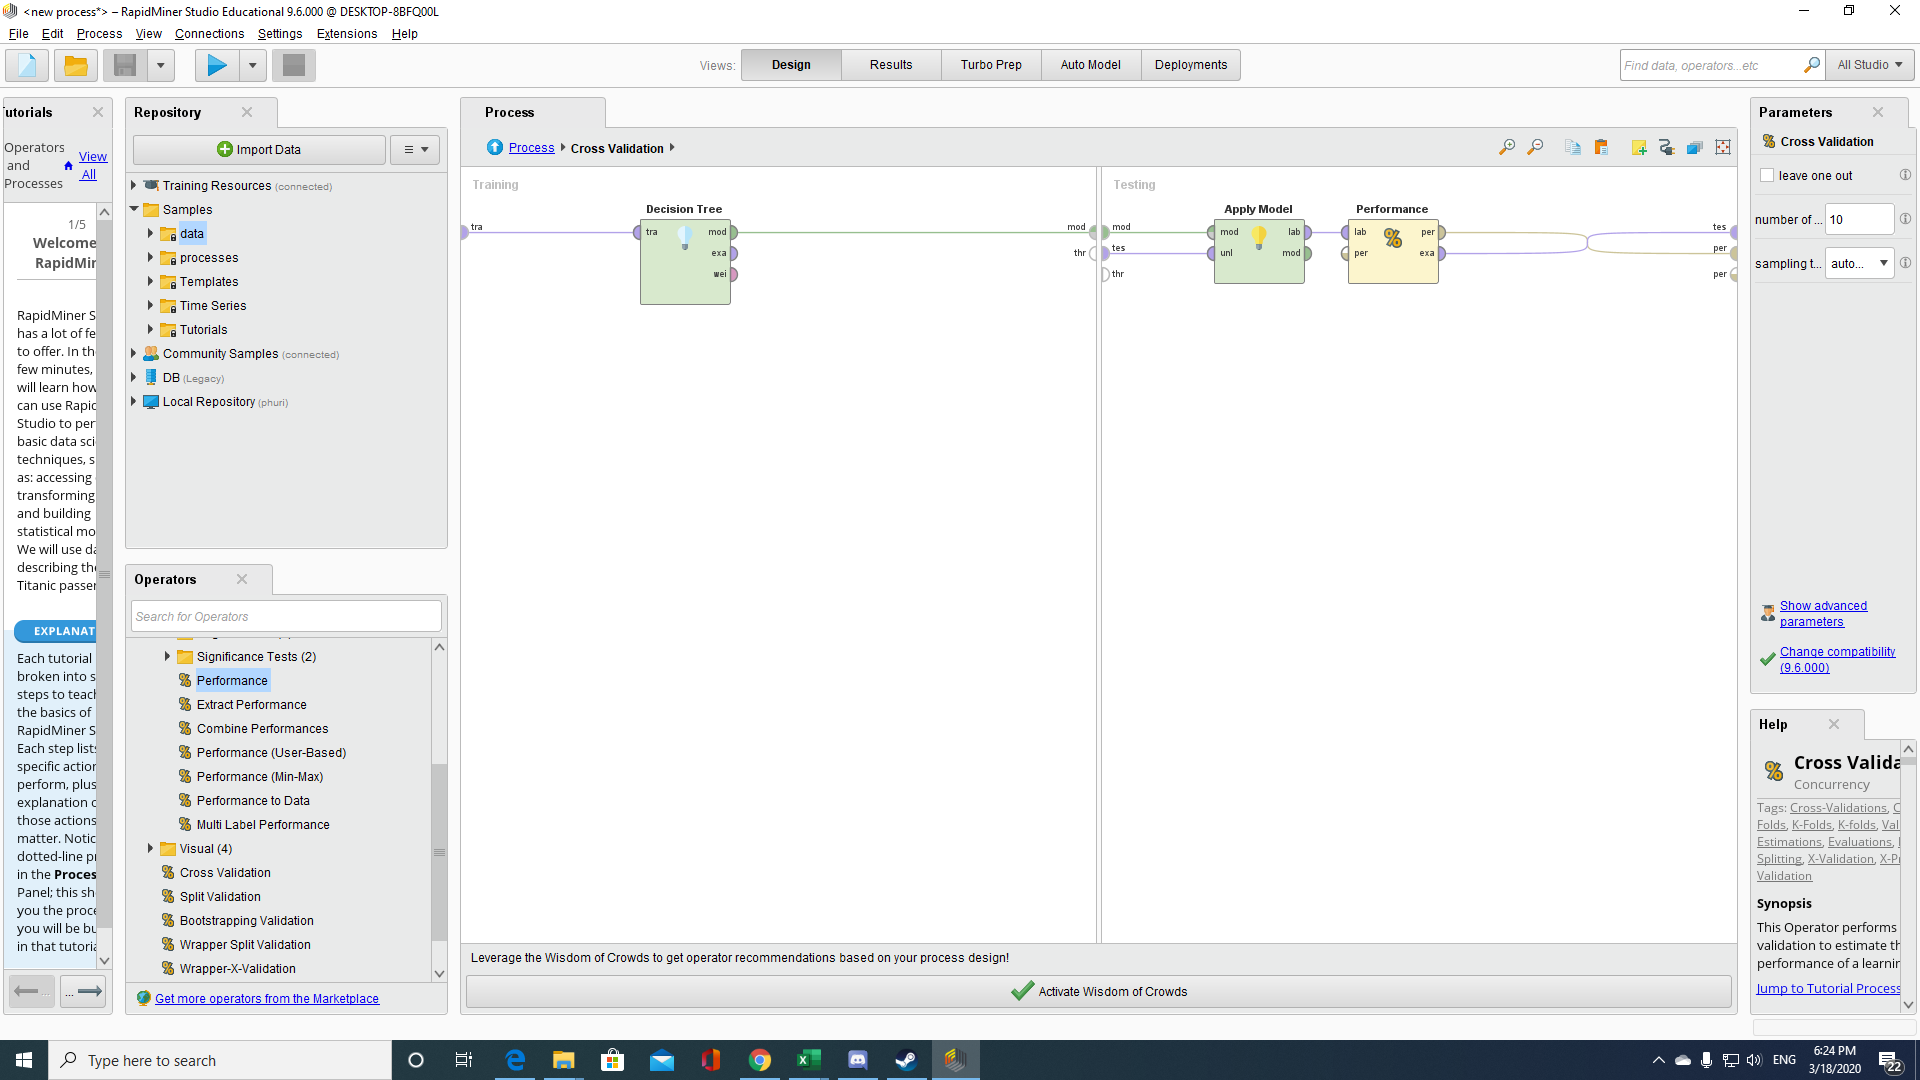 <new process*> – RapidMiner Studio Educational 9.6.000 @ DESKTOP-8BFQ00L
File Edit Process View Connections Settings Extensions Help
Views: Design Results Turbo Prep Auto Model Deployments
Find data, operators...etc
All Studio
utorials
Operators and Processes
View All
1/5
Welcome
RapidMin
RapidMiner S
has a lot of fe
to offer. In th
few minutes,
will learn how
can use Rapid
Studio to per
basic data sci
techniques, s
as: accessing
transforming
and building
statistical mo
We will use da
describing the
Titanic passen
EXPLANAT
Each tutorial
broken into s
steps to teach
the basics of
RapidMiner S
Each step lists
specific action
perform, plus
explanation o
those actions
matter. Notic
dotted-line pr
in the Proces
Panel; this sh
you the proce
you will be bu
in that tutoria
...
...
Repository
Import Data
Training Resources (connected)
Samples
data
processes
Templates
Time Series
Tutorials
Community Samples (connected)
DB (Legacy)
Local Repository (phuri)
Operators
Search for Operators
Significance Tests (2)
Performance
Extract Performance
Combine Performances
Performance (User-Based)
Performance (Min-Max)
Performance to Data
Multi Label Performance
Visual (4)
Cross Validation
Split Validation
Bootstrapping Validation
Wrapper Split Validation
Wrapper-X-Validation
Get more operators from the Marketplace
Process
Process Cross Validation
Training
tra
Decision Tree
tra mod
exa
wei
mod
thr
Testing
mod
tes
thr
Apply Model
mod lab
unl mod
Performance
lab per
per exa
tes
per
per
Leverage the Wisdom of Crowds to get operator recommendations based on your process design!
Activate Wisdom of Crowds
Parameters
Cross Validation
leave one out
number of ... 10
sampling t... auto...
Show advanced parameters
Change compatibility (9.6.000)
Help
Cross Valida
Concurrency
Tags: Cross-Validations, C
Folds, K-Folds, K-folds, Val
Estimations, Evaluations,
Splitting, X-Validation, X-P
Validation
Synopsis
This Operator performs
validation to estimate th
performance of a learnin
Jump to Tutorial Process
Type here to search
ENG
6:24 PM
3/18/2020
22